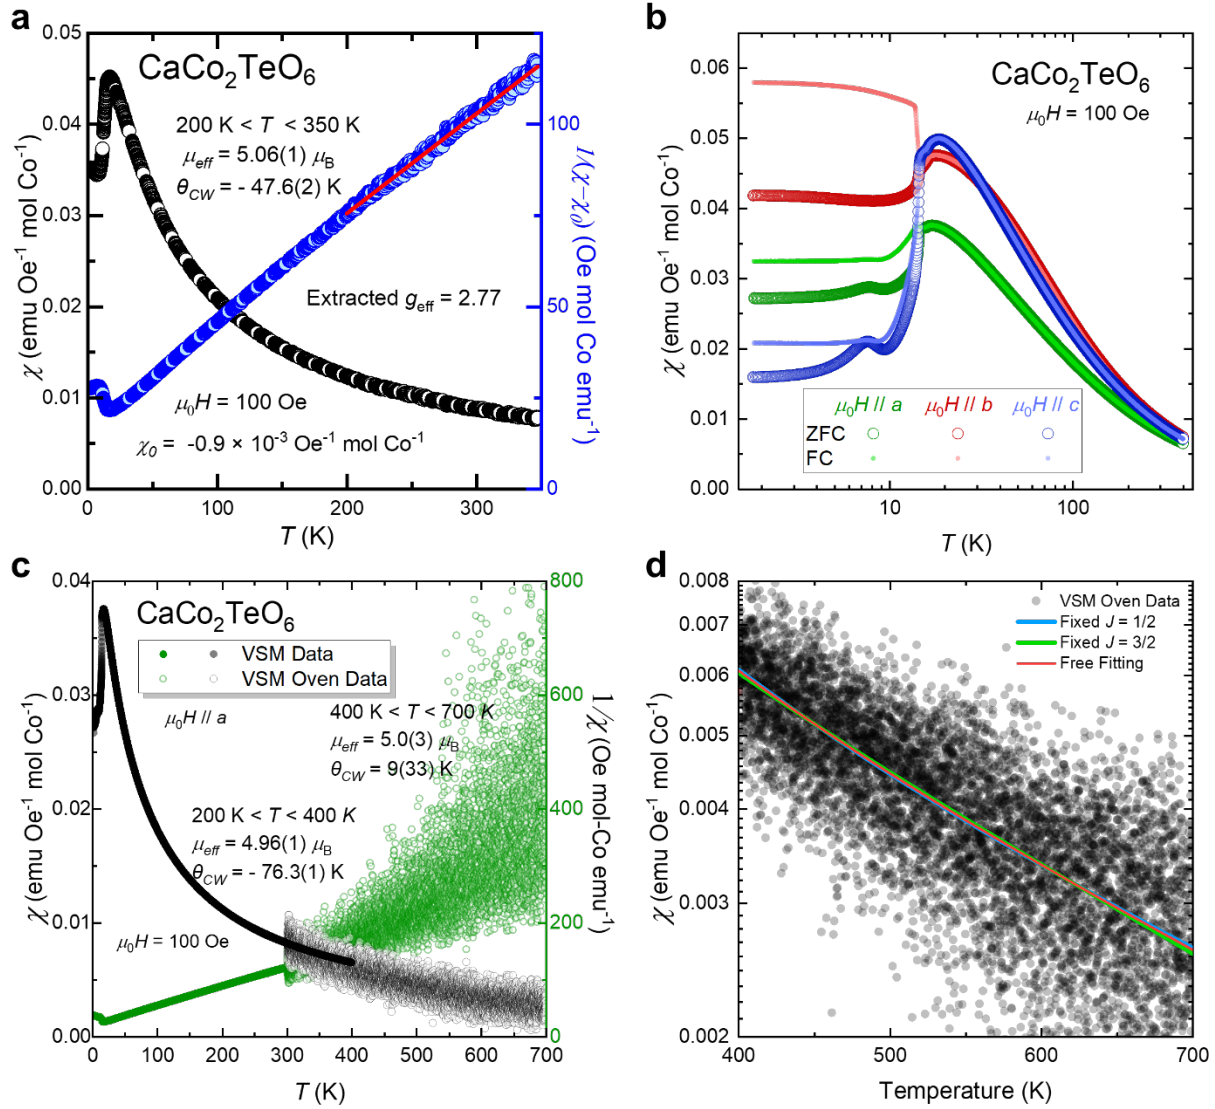 a
CaCo₂TeO₆
200 K < T < 350 K
μeff = 5.06(1) μB
θCW = - 47.6(2) K
Extracted geff = 2.77
μ₀H = 100 Oe
χ₀ = -0.9 × 10⁻³ Oe⁻¹ mol Co⁻¹
χ (emu Oe⁻¹ mol Co⁻¹)
0.05
0.04
0.03
0.02
0.01
0.00
0
100
200
300
T (K)
100
50
0
1/(χ-χ₀) (Oe mol Co emu⁻¹)
b
CaCo₂TeO₆
μ₀H = 100 Oe
χ (emu Oe⁻¹ mol Co⁻¹)
0.06
0.05
0.04
0.03
0.02
0.01
0.00
μ₀H // a μ₀H // b μ₀H // c
ZFC
FC
10
100
T (K)
c
CaCo₂TeO₆
VSM Data
VSM Oven Data
μ₀H // a
400 K < T < 700 K
μeff = 5.0(3) μB
θCW = 9(33) K
200 K < T < 400 K
μeff = 4.96(1) μB
θCW = - 76.3(1) K
μ₀H = 100 Oe
χ (emu Oe⁻¹ mol Co⁻¹)
0.04
0.03
0.02
0.01
0.00
0 100 200 300 400 500 600 700
T (K)
800
600
400
200
0
1/χ (Oe mol-Co emu⁻¹)
d
VSM Oven Data
Fixed J = 1/2
Fixed J = 3/2
Free Fitting
χ (emu Oe⁻¹ mol Co⁻¹)
0.008
0.007
0.006
0.005
0.004
0.003
0.002
400 500 600 700
Temperature (K)